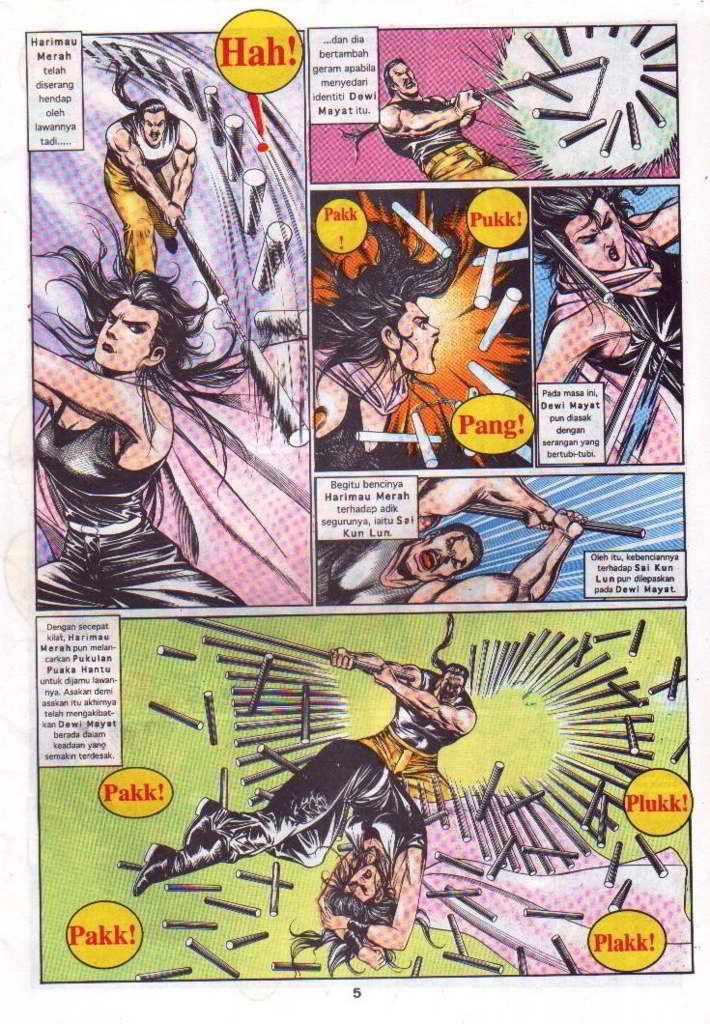 Harimau
Merah
telah
diserang
hendap
oleh
lawannya
tadi.....
Hah!
...dan dia
bertambah
geram apabila
menyedari
identiti Dewi
Mayat itu.
Pakk
!
Pukk!
Pang!
Pada masa ini,
Dewi Mayat
pun diasak
dengan
serangan yang
bertubi-tubi.
Begitu bencinya
Harimau Merah
terhadap adik
segurunya, iaitu Sai
Kun Lun.
Oleh itu, kebenciannya
terhadap Sai Kun
Lun pun dilepaskan
pada Dewi Mayat.
Dengan secepat
kilat, Harimau
Merah pun melan-
carkan Pukulan
Puaka Hantu
untuk dijamu lawan-
nya. Asakan demi
asakan itu akhirnya
telah mengakibat-
kan Dewi Mayat
berada dalam
keadaan yang
semakin terdesak.
Pakk!
Plukk!
Pakk!
Plakk!
5